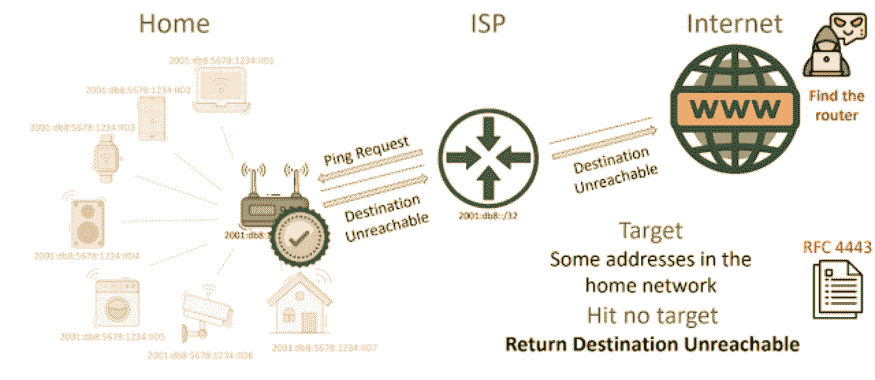 Home
ISP
Internet
2001:db8:5678:1234:IID1
2001:db8:5678:1234:IID2
2001:db8:5678:1234:IID3
WWW
Find the
router
Ping Request
Destination
Unreachable
Destination
Unreachable
2001:db8:
2001:db8::/32
2001:db8:5678:1234:IID4
2001:db8:5678:1234:IID5
2001:db8:5678:1234:IID6
2001:db8:5678:1234:IID7
Target
Some addresses in the
home network
Hit no target
Return Destination Unreachable
RFC 4443